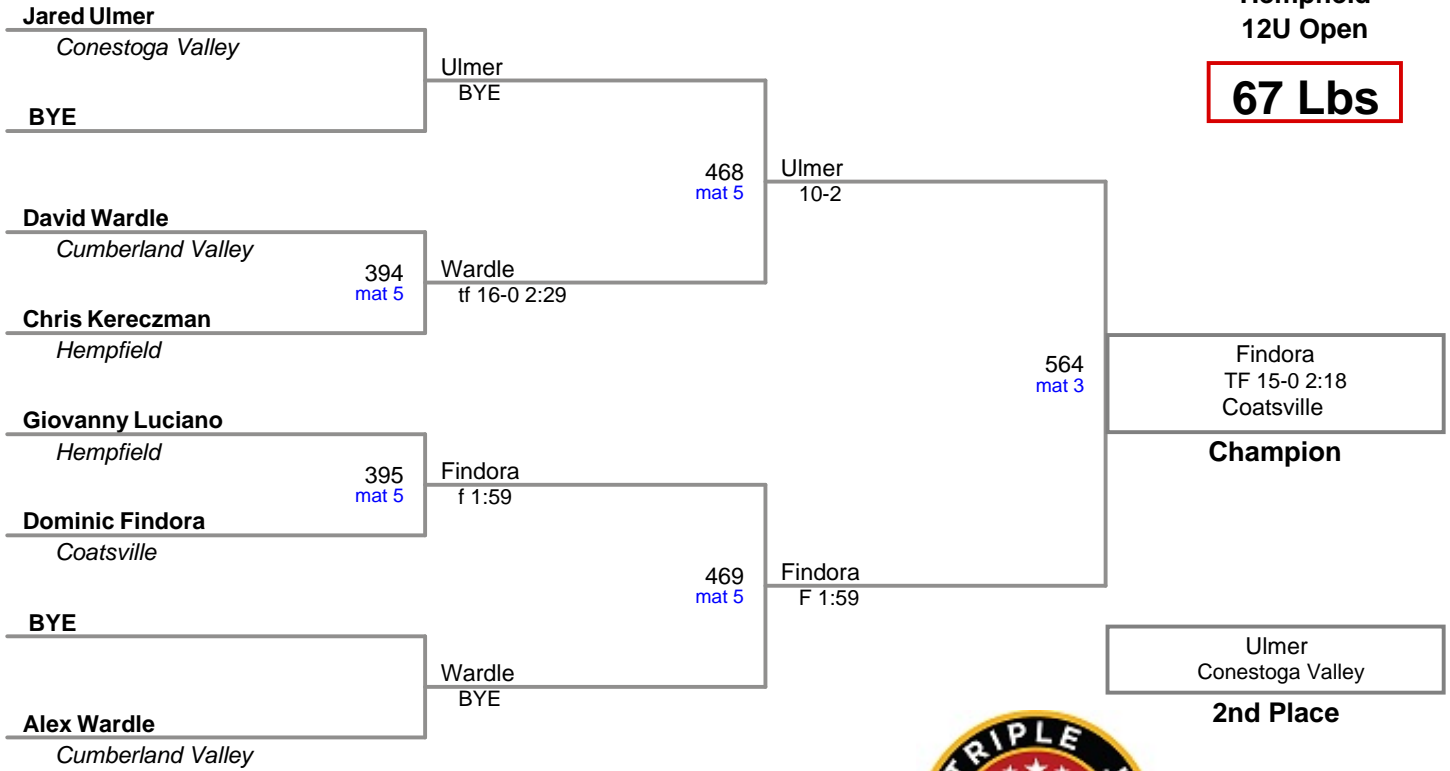 Jared Ulmer
Conestoga Valley
BYE
Ulmer
BYE
David Wardle
Cumberland Valley
Chris Kereczman
Hempfield
394
mat 5
Wardle
tf 16-0 2:29
468
mat 5
Ulmer
10-2
Giovanny Luciano
Hempfield
Dominic Findora
Coatsville
395
mat 5
Findora
f 1:59
BYE
Alex Wardle
Cumberland Valley
Wardle
BYE
469
mat 5
Findora
F 1:59
564
mat 3
12U Open
67 Lbs
Findora
TF 15-0 2:18
Coatsville
Champion
Ulmer
Conestoga Valley
2nd Place
TRIPLE